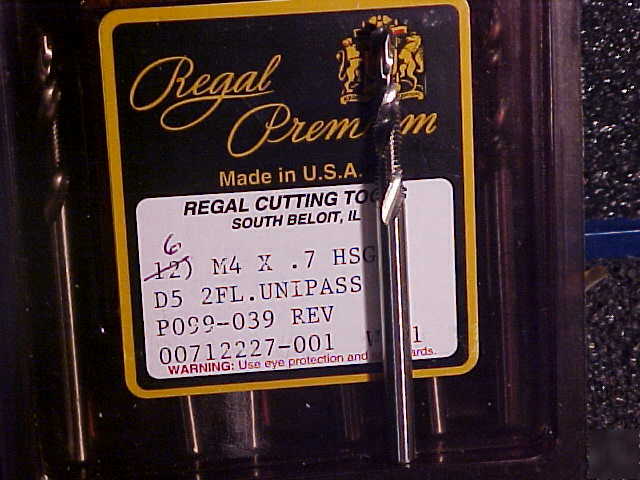 Regal
Premium
Made in U.S.A.
REGAL CUTTING
SOUTH BELOIT, IL
6
12) M4 X .7 HSG
D5 2FL.UNIPASS
P099-039 REV
00712227-001 1
WARNING: Use eye protection and